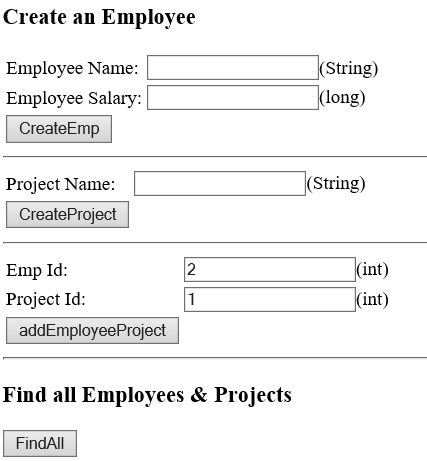 Create an Employee
Employee Name: (String)
Employee Salary: (long)
CreateEmp
Project Name: (String)
CreateProject
Emp Id: 2 (int)
Project Id: 1 (int)
addEmployeeProject
Find all Employees & Projects
FindAll